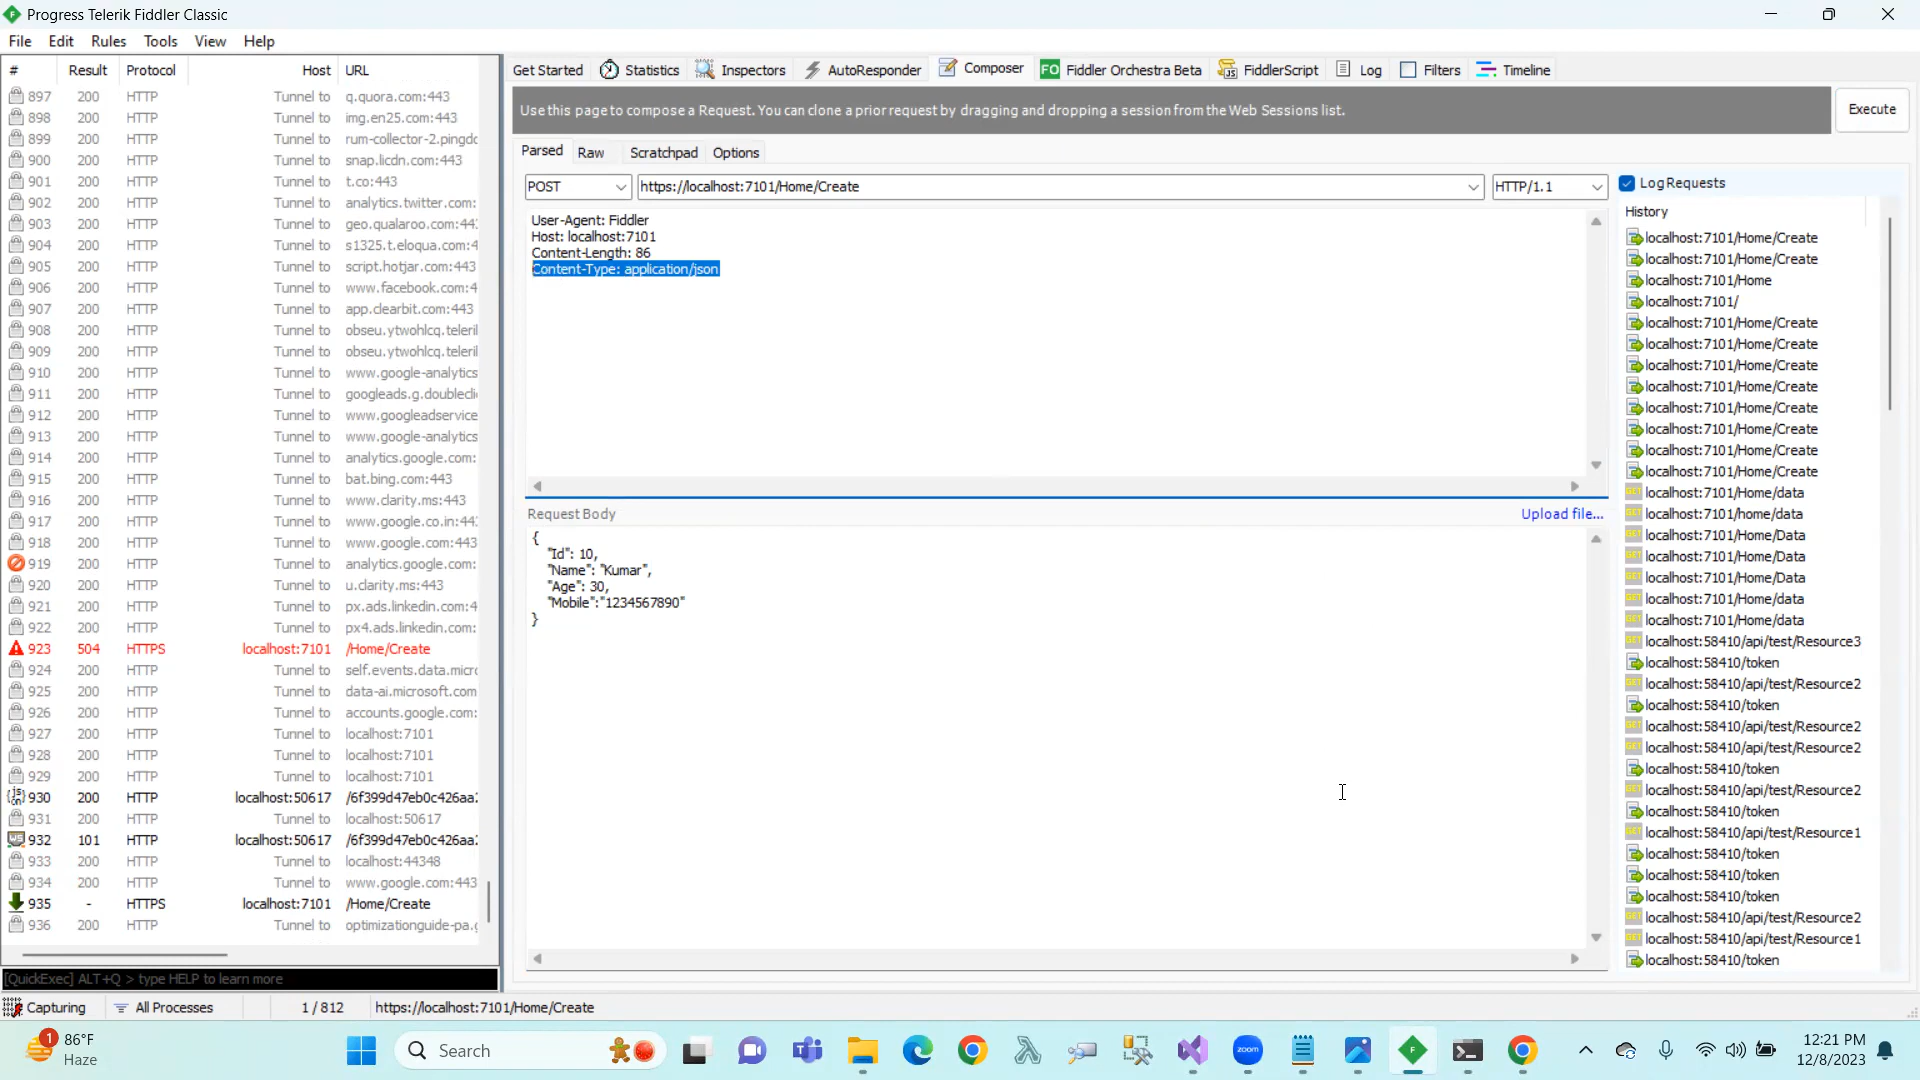 Progress Telerik Fiddler Classic
File Edit Rules Tools View Help
# Result Protocol Host URL
897 200 HTTP Tunnel to q.quora.com:443
898 200 HTTP Tunnel to img.en25.com:443
899 200 HTTP Tunnel to rum-collector-2.pingdo
900 200 HTTP Tunnel to snap.licdn.com:443
901 200 HTTP Tunnel to t.co:443
902 200 HTTP Tunnel to analytics.twitter.com:
903 200 HTTP Tunnel to geo.qualaroo.com:44
904 200 HTTP Tunnel to s1325.t.eloqua.com:4
905 200 HTTP Tunnel to script.hotjar.com:443
906 200 HTTP Tunnel to www.facebook.com:4
907 200 HTTP Tunnel to app.clearbit.com:443
908 200 HTTP Tunnel to obseu.ytwohlcq.teleril
909 200 HTTP Tunnel to obseu.ytwohlcq.teleril
910 200 HTTP Tunnel to www.google-analytics
911 200 HTTP Tunnel to googleads.g.doublecli
912 200 HTTP Tunnel to www.googleadservice
913 200 HTTP Tunnel to www.google-analytics
914 200 HTTP Tunnel to analytics.google.com:
915 200 HTTP Tunnel to bat.bing.com:443
916 200 HTTP Tunnel to www.clarity.ms:443
917 200 HTTP Tunnel to www.google.co.in:44
918 200 HTTP Tunnel to www.google.com:443
919 200 HTTP Tunnel to analytics.google.com:
920 200 HTTP Tunnel to u.clarity.ms:443
921 200 HTTP Tunnel to px.ads.linkedin.com:4
922 200 HTTP Tunnel to px4.ads.linkedin.com:
923 504 HTTPS localhost:7101 /Home/Create
924 200 HTTP Tunnel to self.events.data.micro
925 200 HTTP Tunnel to data-ai.microsoft.com
926 200 HTTP Tunnel to accounts.google.com:
927 200 HTTP Tunnel to localhost:7101
928 200 HTTP Tunnel to localhost:7101
929 200 HTTP Tunnel to localhost:7101
930 200 HTTP localhost:50617 /6f399d47eb0c426aa
931 200 HTTP Tunnel to localhost:50617
932 101 HTTP localhost:50617 /6f399d47eb0c426aa
933 200 HTTP Tunnel to localhost:44348
934 200 HTTP Tunnel to www.google.com:443
935 - HTTPS localhost:7101 /Home/Create
936 200 HTTP Tunnel to optimizationguide-pa.g
[QuickExec] ALT+Q > type HELP to learn more
Capturing All Processes 1 / 812 https://localhost:7101/Home/Create
Get Started Statistics Inspectors AutoResponder Composer FO Fiddler Orchestra Beta FiddlerScript Log Filters Timeline
Use this page to compose a Request. You can clone a prior request by dragging and dropping a session from the Web Sessions list.
Execute
Parsed Raw Scratchpad Options
POST https://localhost:7101/Home/Create HTTP/1.1
User-Agent: Fiddler
Host: localhost:7101
Content-Length: 86
Content-Type: application/json
Request Body Upload file...
{
"Id": 10,
"Name": "Kumar",
"Age": 30,
"Mobile":"1234567890"
}
Log Requests
History
localhost:7101/Home/Create
localhost:7101/Home/Create
localhost:7101/Home
localhost:7101/
localhost:7101/Home/Create
localhost:7101/Home/Create
localhost:7101/Home/Create
localhost:7101/Home/Create
localhost:7101/Home/Create
localhost:7101/Home/Create
localhost:7101/Home/Create
localhost:7101/Home/Create
localhost:7101/Home/data
localhost:7101/home/data
localhost:7101/Home/Data
localhost:7101/Home/Data
localhost:7101/Home/Data
localhost:7101/Home/data
localhost:7101/Home/data
localhost:58410/api/test/Resource3
localhost:58410/token
localhost:58410/api/test/Resource2
localhost:58410/token
localhost:58410/api/test/Resource2
localhost:58410/api/test/Resource2
localhost:58410/token
localhost:58410/api/test/Resource2
localhost:58410/token
localhost:58410/api/test/Resource1
localhost:58410/token
localhost:58410/token
localhost:58410/token
localhost:58410/api/test/Resource2
localhost:58410/api/test/Resource1
localhost:58410/token
1 86°F
Haze
Search
zoom
12:21 PM
12/8/2023